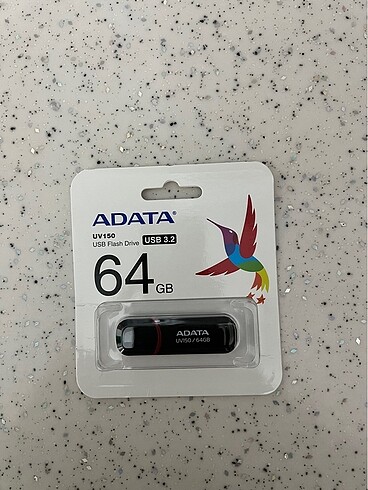 ADATA®
UV150
USB Flash Drive USB 3.2
64 GB
ADATA
UV150 / 64GB